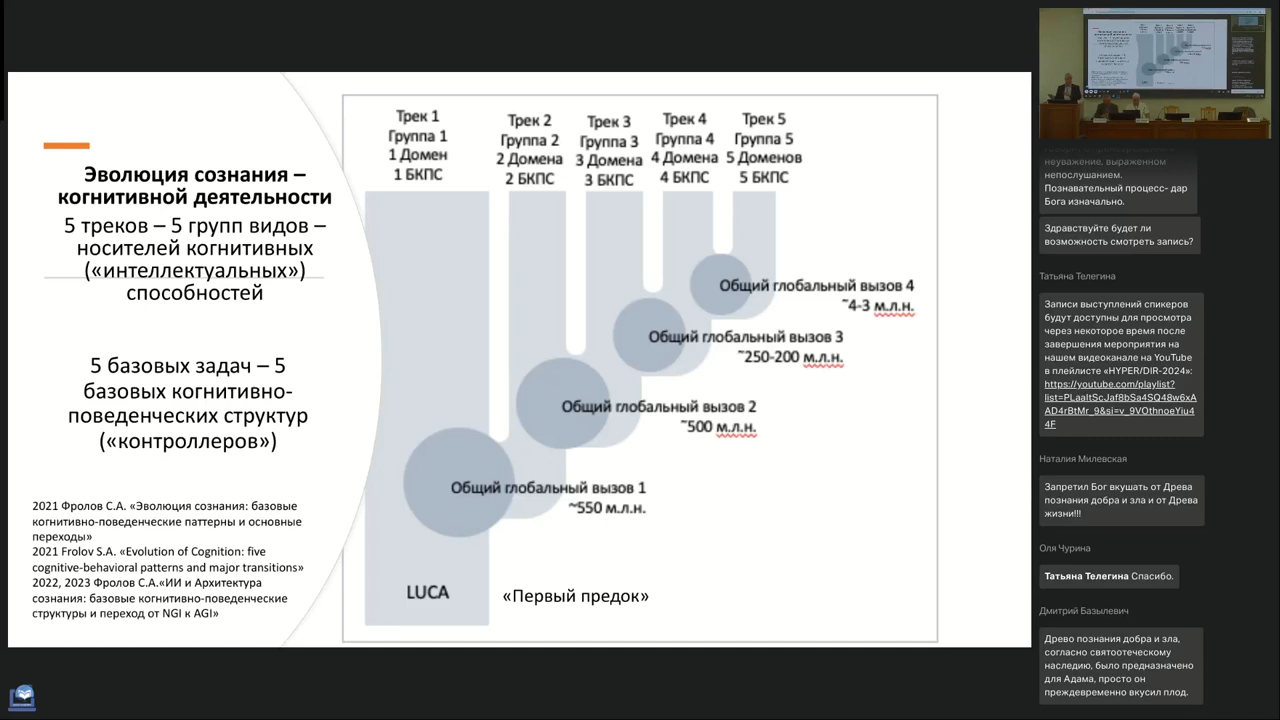 Эволюция сознания –
когнитивной деятельности
5 треков – 5 групп видов –
носителей когнитивных
(«интеллектуальных»)
способностей
5 базовых задач – 5
базовых когнитивно-
поведенческих структур
(«контроллеров»)
2021 Фролов С.А. «Эволюция сознания: базовые
когнитивно-поведенческие паттерны и основные
переходы»
2021 Frolov S.A. «Evolution of Cognition: five
cognitive-behavioral patterns and major transitions»
2022, 2023 Фролов С.А.«ИИ и Архитектура
сознания: базовые когнитивно-поведенческие
структуры и переход от NGI к AGI»
Трек 1
Группа 1
1 Домен
1 БКПС
Трек 2
Группа 2
2 Домена
2 БКПС
Трек 3
Группа 3
3 Домена
3 БКПС
Трек 4
Группа 4
4 Домена
4 БКПС
Трек 5
Группа 5
5 Доменов
5 БКПС
Общий глобальный вызов 4
~4-3 м.л.н.
Общий глобальный вызов 3
~250-200 м.л.н.
Общий глобальный вызов 2
~500 м.л.н.
Общий глобальный вызов 1
~550 м.л.н.
LUCA
«Первый предок»
неуважение, выраженном
непослушанием.
Познавательный процесс- дар
Бога изначально.
Здравствуйте будет ли
возможность смотреть запись?
Татьяна Телегина
Записи выступлений спикеров
будут доступны для просмотра
через некоторое время после
завершения мероприятия на
нашем видеоканале на YouTube
в плейлисте «HYPER/DIR-2024»:
https://youtube.com/playlist?
list=PLaaltScJaf8bSa4SQ48w6xA
AD4rBtMr_9&si=v_9VOthnoeYiu4
4F
Наталия Милевская
Запретил Бог вкушать от Древа
познания добра и зла и от Древа
жизни!!!
Оля Чурина
Татьяна Телегина Спасибо.
Дмитрий Базылевич
Древо познания добра и зла,
согласно святоотеческому
наследию, было предназначено
для Адама, просто он
преждевременно вкусил плод.